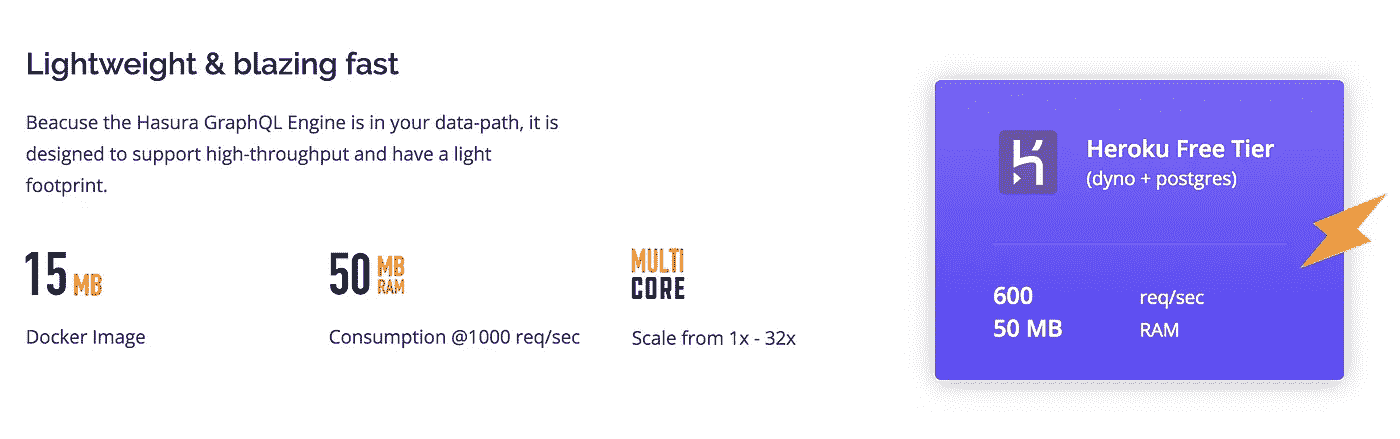 Lightweight & blazing fast
Beacuse the Hasura GraphQL Engine is in your data-path, it is
designed to support high-throughput and have a light
footprint.
15 MB
Docker Image
50 MB RAM
Consumption @1000 req/sec
MULTI
CORE
Scale from 1x - 32x
Heroku Free Tier
(dyno + postgres)
600 req/sec
50 MB RAM